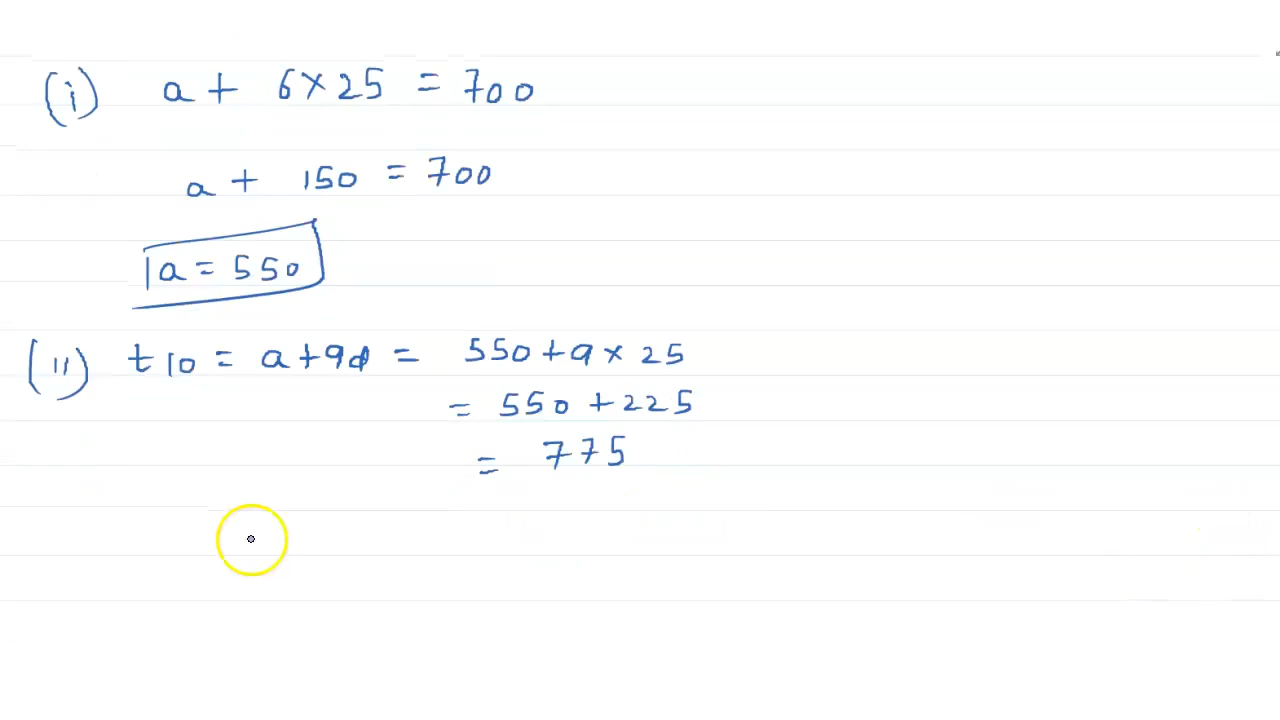 (i) a + 6×25 = 700
a + 150 = 700
a = 550
(ii) t10 = a+9d = 550+9×25
= 550+225
= 775